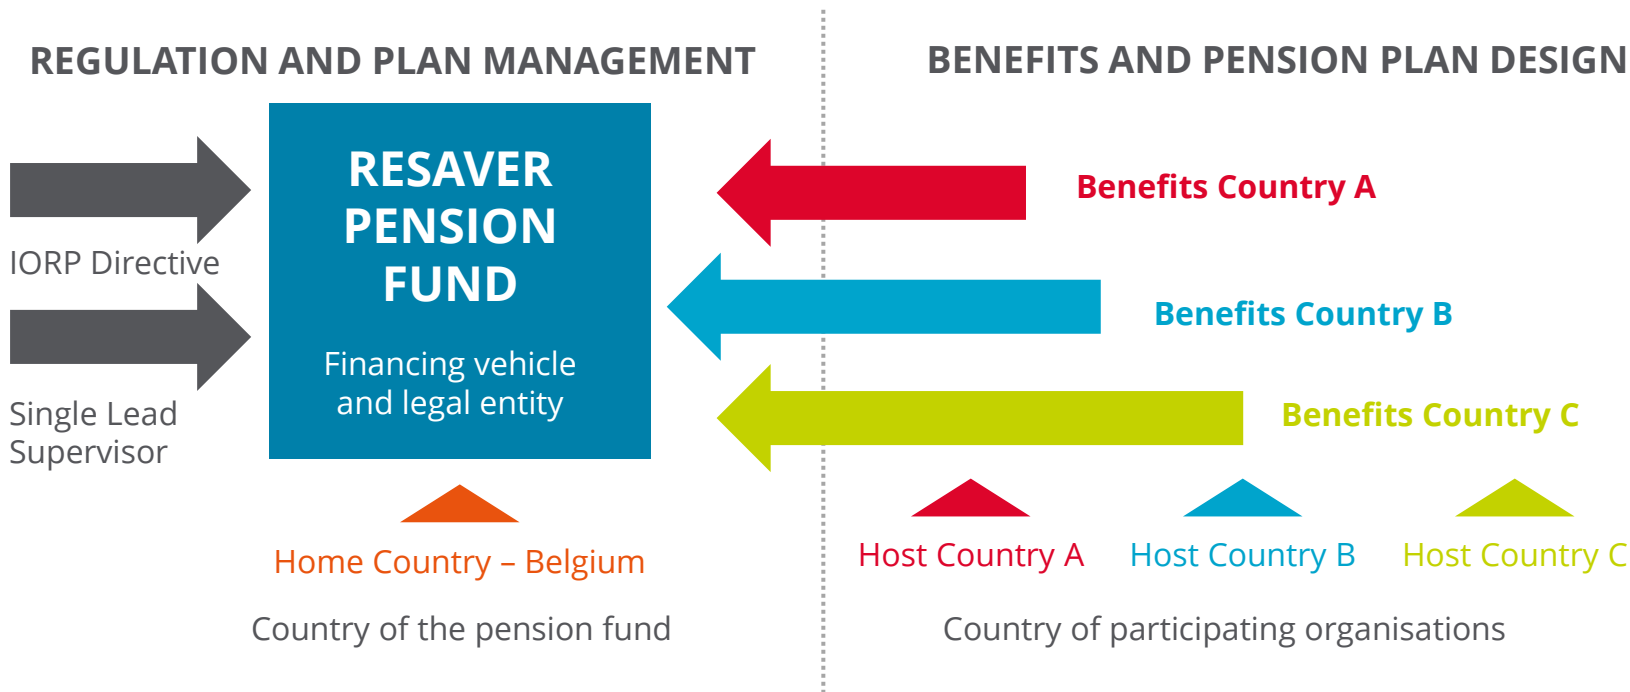 REGULATION AND PLAN MANAGEMENT
BENEFITS AND PENSION PLAN DESIGN
RESAVER
PENSION
FUND
Financing vehicle
and legal entity
IORP Directive
Single Lead
Supervisor
Benefits Country A
Benefits Country B
Benefits Country C
Home Country – Belgium
Country of the pension fund
Host Country A
Host Country B
Host Country C
Country of participating organisations